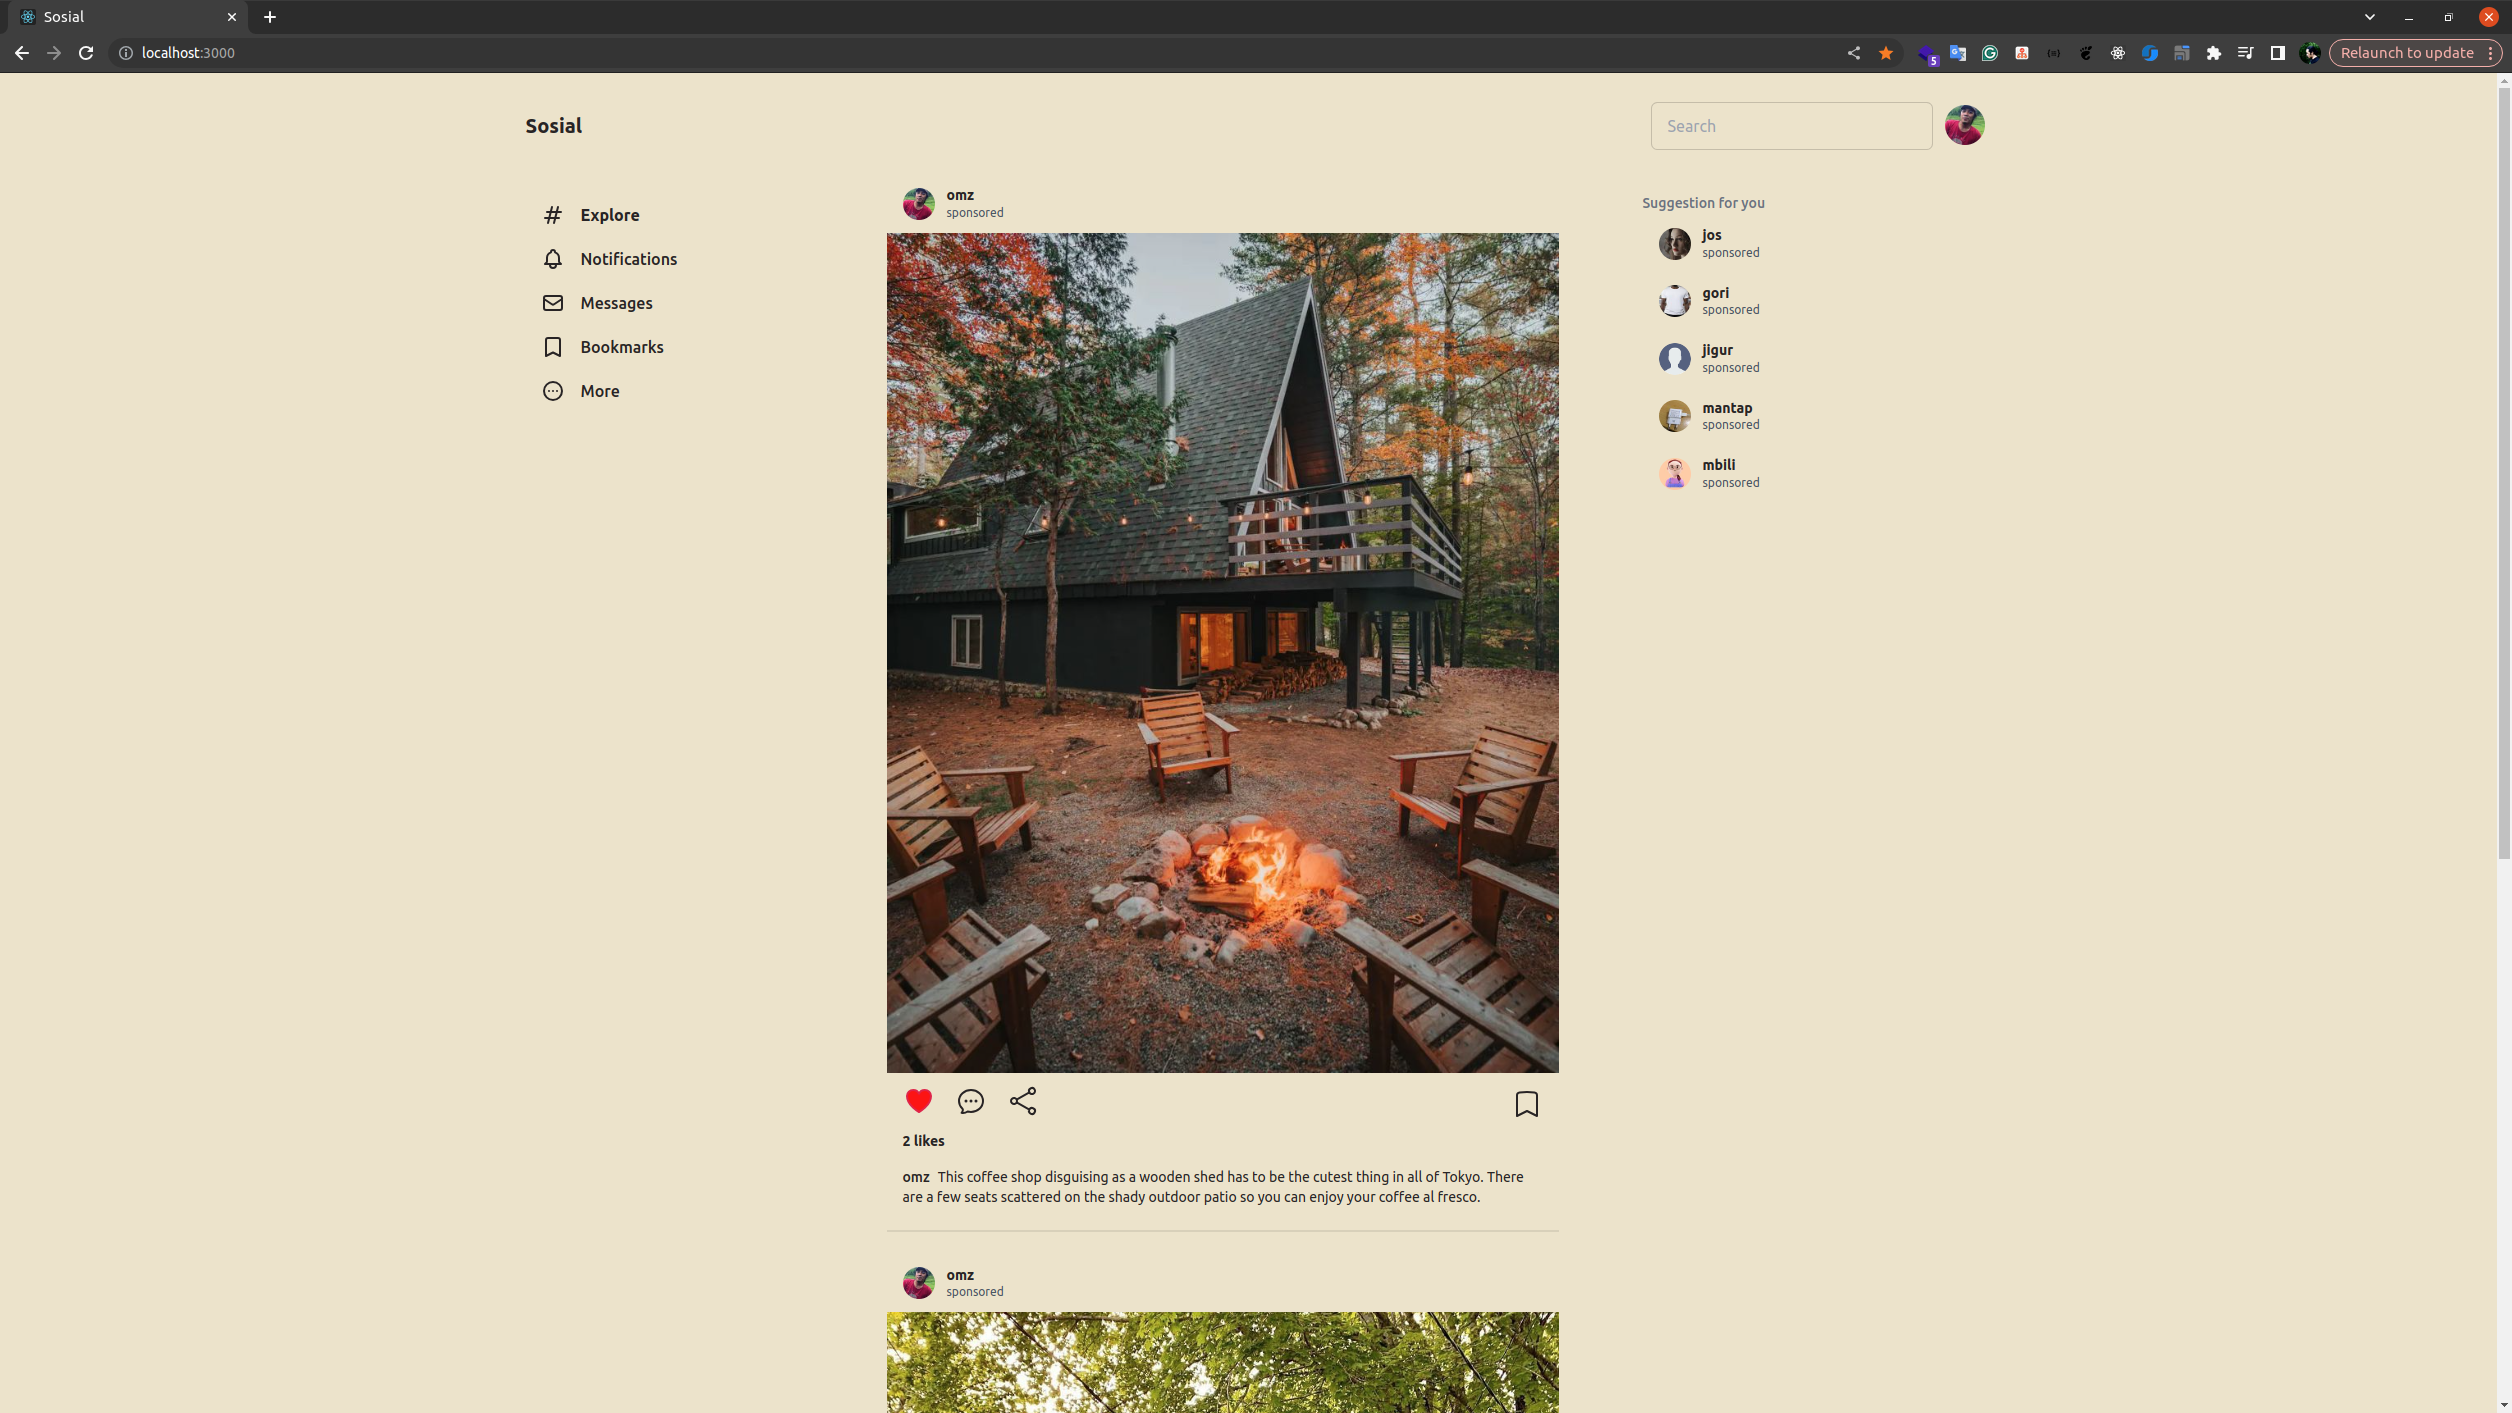 Sosial
localhost:3000
5
Relaunch to update
Sosial
Search
Explore
Notifications
Messages
Bookmarks
More
omz
sponsored
2 likes
omz This coffee shop disguising as a wooden shed has to be the cutest thing in all of Tokyo. There
are a few seats scattered on the shady outdoor patio so you can enjoy your coffee al fresco.
omz
sponsored
Suggestion for you
jos
sponsored
gori
sponsored
jigur
sponsored
mantap
sponsored
mbili
sponsored